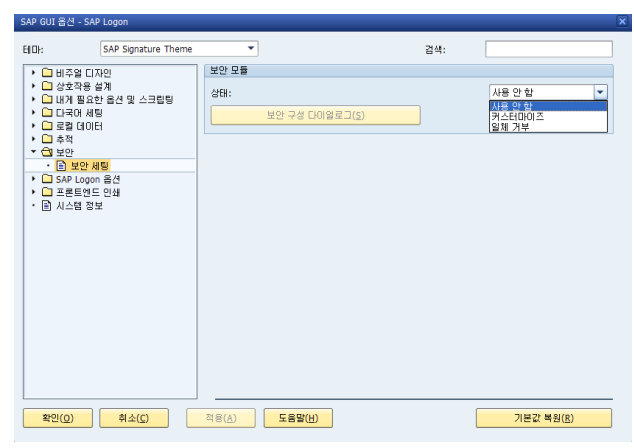 SAP GUI 옵션 - SAP Logon
테마: SAP Signature Theme 검색:
비주얼 디자인
상호작용 설계
내게 필요한 옵션 및 스크립팅
다국어 세팅
로컬 데이터
추적
보안
보안 세팅
SAP Logon 옵션
프론트엔드 인쇄
시스템 정보
보안 모듈
상태: 사용 안 함
사용 안 함
커스터마이즈
일체 거부
보안 구성 다이얼로그(S)
확인(O) 취소(C) 적용(A) 도움말(H) 기본값 복원(R)